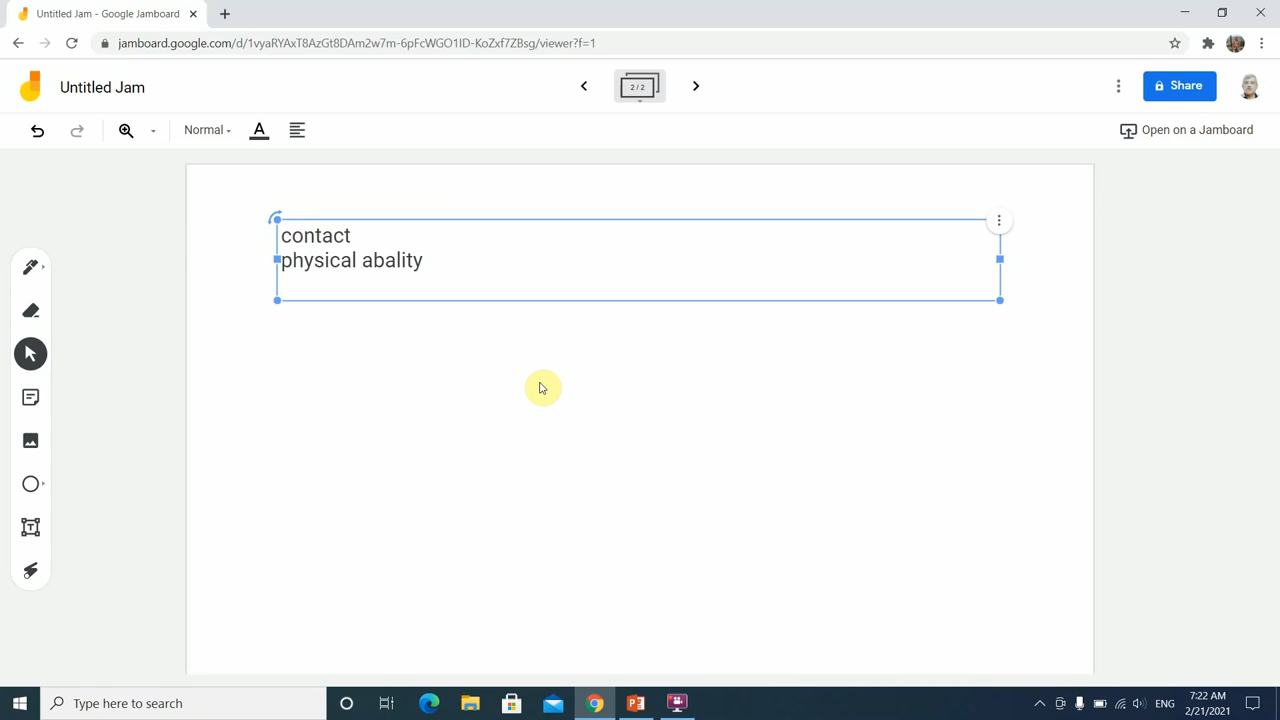 Untitled Jam - Google Jamboard
jamboard.google.com/d/1vyaRYAxT8AzGt8DAm2w7m-6pFcWGO1ID-KoZxf7ZBsg/viewer?f=1
Untitled Jam
2 / 2
Share
Normal
A
Open on a Jamboard
contact
physical abality
T
Type here to search
ENG
7:22 AM
2/21/2021